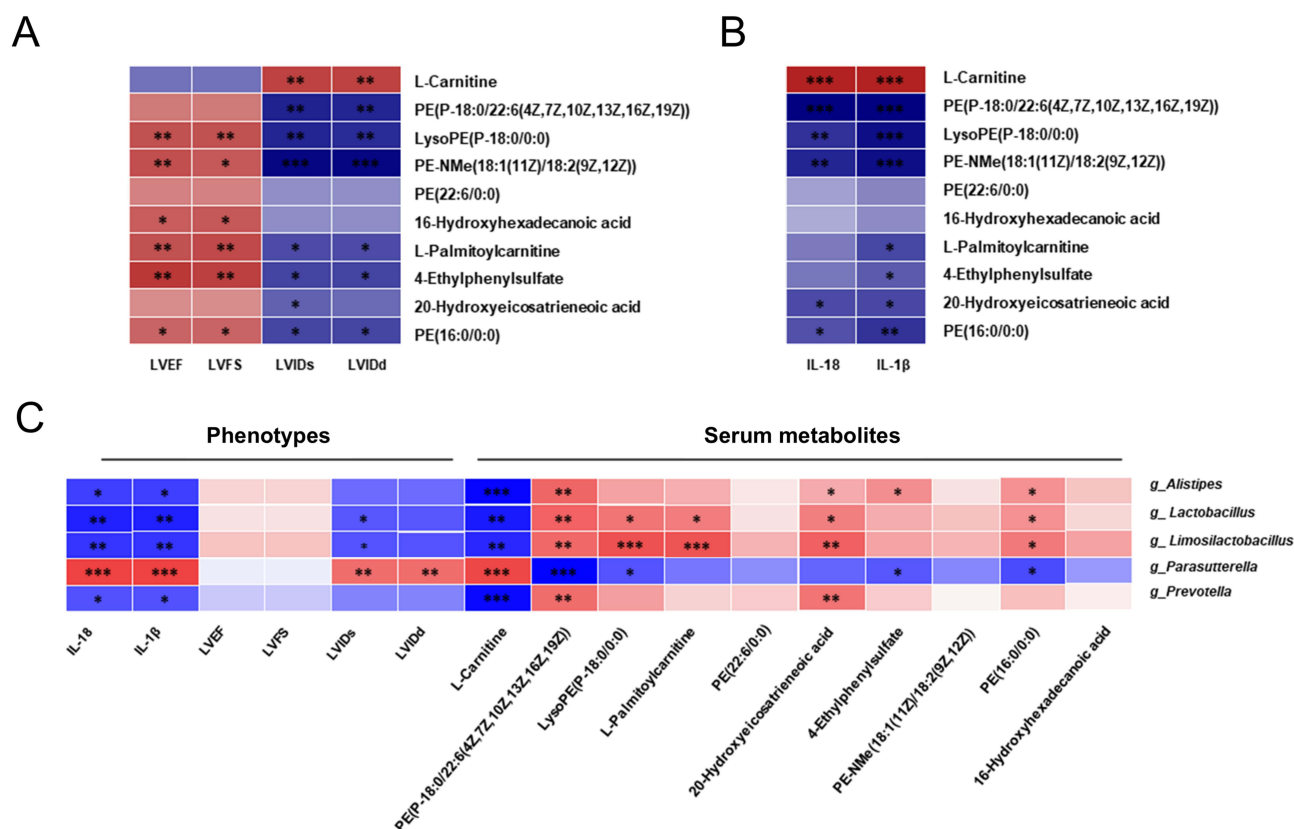 A
B
** ** L-Carnitine
** ** PE(P-18:0/22:6(4Z,7Z,10Z,13Z,16Z,19Z))
** ** ** ** LysoPE(P-18:0/0:0)
** * *** *** PE-NMe(18:1(11Z)/18:2(9Z,12Z))
PE(22:6/0:0)
* * 16-Hydroxyhexadecanoic acid
** ** * * L-Palmitoylcarnitine
** ** * * 4-Ethylphenylsulfate
* 20-Hydroxyeicosatrieneoic acid
* * * * PE(16:0/0:0)
LVEF LVFS LVIDs LVIDd
*** *** L-Carnitine
*** *** PE(P-18:0/22:6(4Z,7Z,10Z,13Z,16Z,19Z))
** *** LysoPE(P-18:0/0:0)
** *** PE-NMe(18:1(11Z)/18:2(9Z,12Z))
PE(22:6/0:0)
16-Hydroxyhexadecanoic acid
* L-Palmitoylcarnitine
* 4-Ethylphenylsulfate
* * 20-Hydroxyeicosatrieneoic acid
* ** PE(16:0/0:0)
IL-18 IL-1β
C
Phenotypes Serum metabolites
* * *** ** * * * g_Alistipes
** ** * ** ** * * * * g_ Lactobacillus
** ** * ** ** *** *** ** * g_ Limosilactobacillus
*** *** ** ** *** *** * * * g_Parasutterella
* * *** ** ** g_Prevotella
IL-18
IL-1β
LVEF
LVFS
LVIDs
LVIDd
L-Carnitine
PE(P-18:0/22:6(4Z,7Z,10Z,13Z,16Z,19Z))
LysoPE(P-18:0/0:0)
L-Palmitoylcarnitine
PE(22:6/0:0)
20-Hydroxyeicosatrieneoic acid
4-Ethylphenylsulfate
PE-NMe(18:1(11Z)/18:2(9Z,12Z))
PE(16:0/0:0)
16-Hydroxyhexadecanoic acid